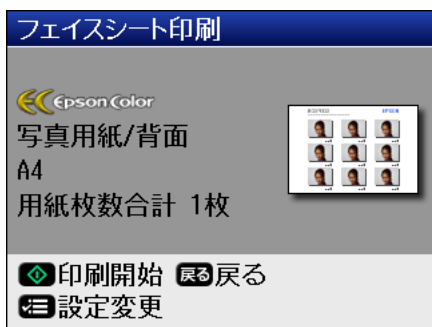 フェイスシート印刷
EPSON Color
写真用紙/背面
A4
用紙枚数合計 1枚
印刷開始 戻る 戻る
設定変更